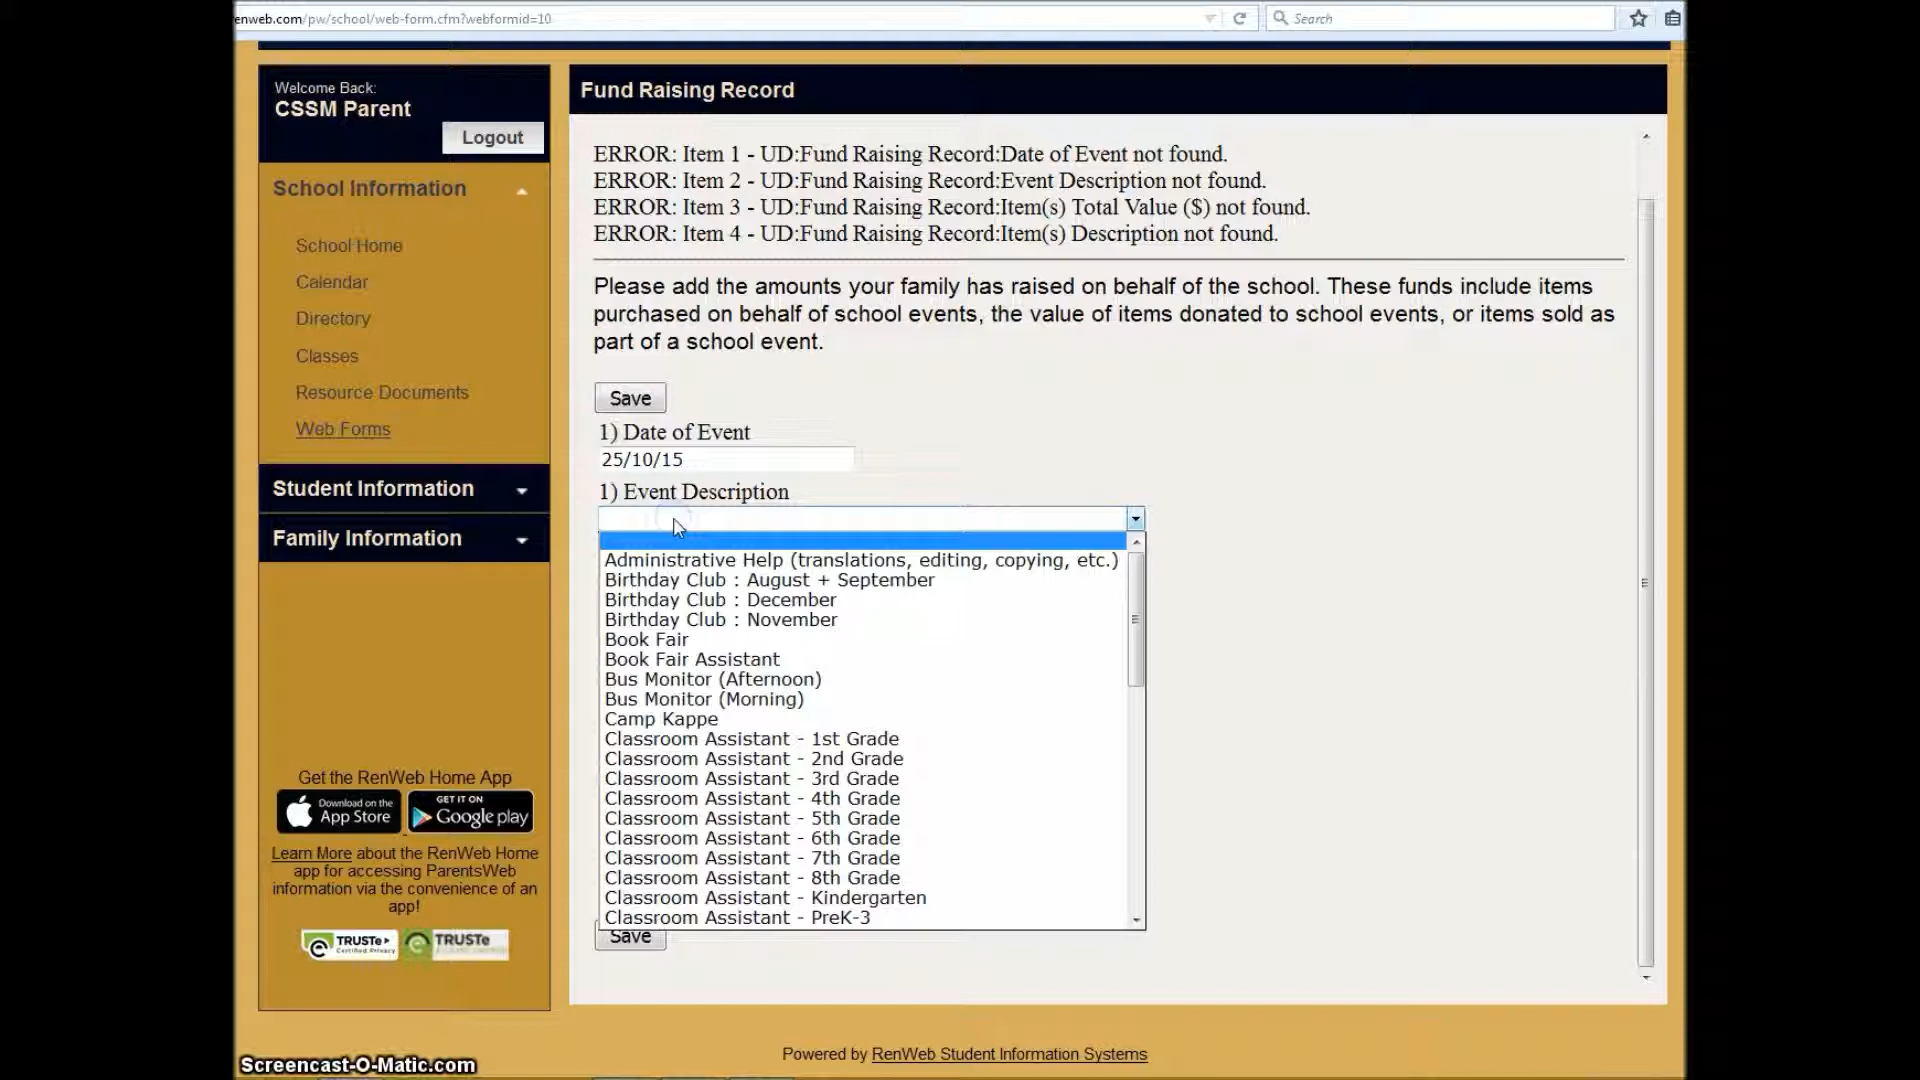 enweb.com/pw/school/web-form.cfm?webformid=10
Search
Welcome Back:
CSSM Parent
Logout
School Information
School Home
Calendar
Directory
Classes
Resource Documents
Web Forms
Student Information
Family Information
Get the RenWeb Home App
Download on the
App Store
GET IT ON
Google play
Learn More about the RenWeb Home
app for accessing ParentsWeb
information via the convenience of an
app!
TRUSTe
Certified Privacy
TRUSTe
Fund Raising Record
ERROR: Item 1 - UD:Fund Raising Record:Date of Event not found.
ERROR: Item 2 - UD:Fund Raising Record:Event Description not found.
ERROR: Item 3 - UD:Fund Raising Record:Item(s) Total Value ($) not found.
ERROR: Item 4 - UD:Fund Raising Record:Item(s) Description not found.
Please add the amounts your family has raised on behalf of the school. These funds include items
purchased on behalf of school events, the value of items donated to school events, or items sold as
part of a school event.
Save
1) Date of Event
25/10/15
1) Event Description
Administrative Help (translations, editing, copying, etc.)
Birthday Club : August + September
Birthday Club : December
Birthday Club : November
Book Fair
Book Fair Assistant
Bus Monitor (Afternoon)
Bus Monitor (Morning)
Camp Kappe
Classroom Assistant - 1st Grade
Classroom Assistant - 2nd Grade
Classroom Assistant - 3rd Grade
Classroom Assistant - 4th Grade
Classroom Assistant - 5th Grade
Classroom Assistant - 6th Grade
Classroom Assistant - 7th Grade
Classroom Assistant - 8th Grade
Classroom Assistant - Kindergarten
Classroom Assistant - PreK-3
Save
Powered by RenWeb Student Information Systems
Screencast-O-Matic.com